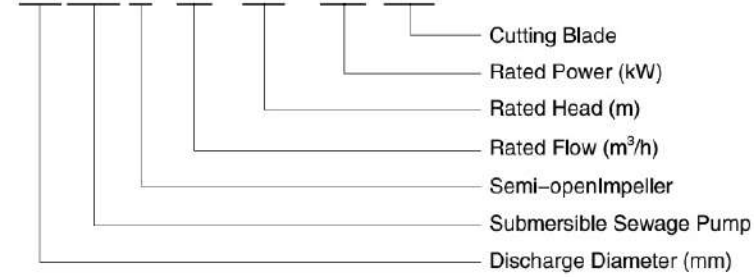 Cutting Blade
Rated Power (kW)
Rated Head (m)
Rated Flow (m³/h)
Semi–openImpeller
Submersible Sewage Pump
Discharge Diameter (mm)